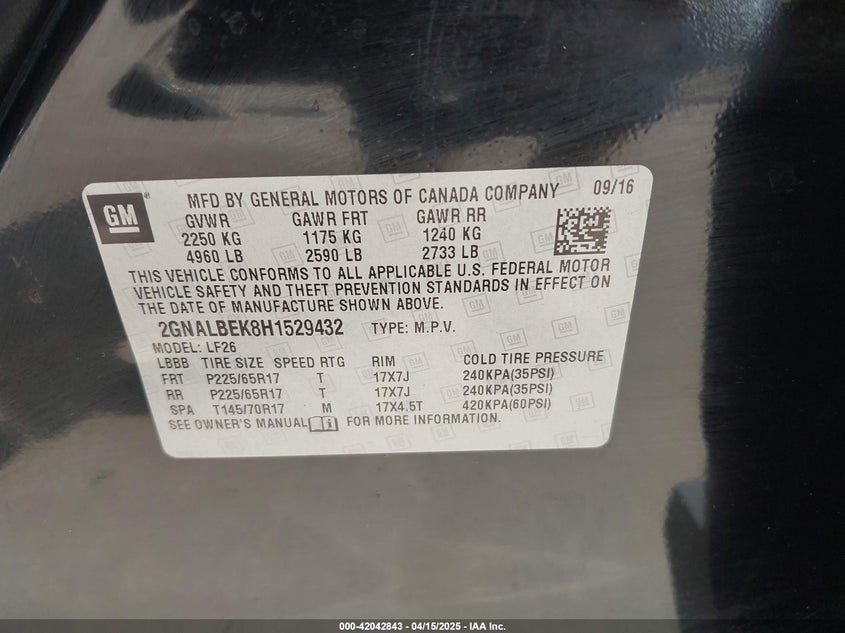 GM
MFD BY GENERAL MOTORS OF CANADA COMPANY 09/16
GVWR GAWR FRT GAWR RR
2250 KG 1175 KG 1240 KG
4960 LB 2590 LB 2733 LB
THIS VEHICLE CONFORMS TO ALL APPLICABLE U.S. FEDERAL MOTOR
VEHICLE SAFETY AND THEFT PREVENTION STANDARDS IN EFFECT ON
THE DATE OF MANUFACTURE SHOWN ABOVE.
2GNALBEK8H1529432 TYPE: M.P.V.
MODEL: LF26
LBBB TIRE SIZE SPEED RTG RIM COLD TIRE PRESSURE
FRT P225/65R17 T 17X7J 240KPA(35PSI)
RR P225/65R17 T 17X7J 240KPA(35PSI)
SPA T145/70R17 M 17X4.5T 420KPA(60PSI)
SEE OWNER'S MANUAL FOR MORE INFORMATION.
000-42042843 - 04/15/2025 - IAA Inc.